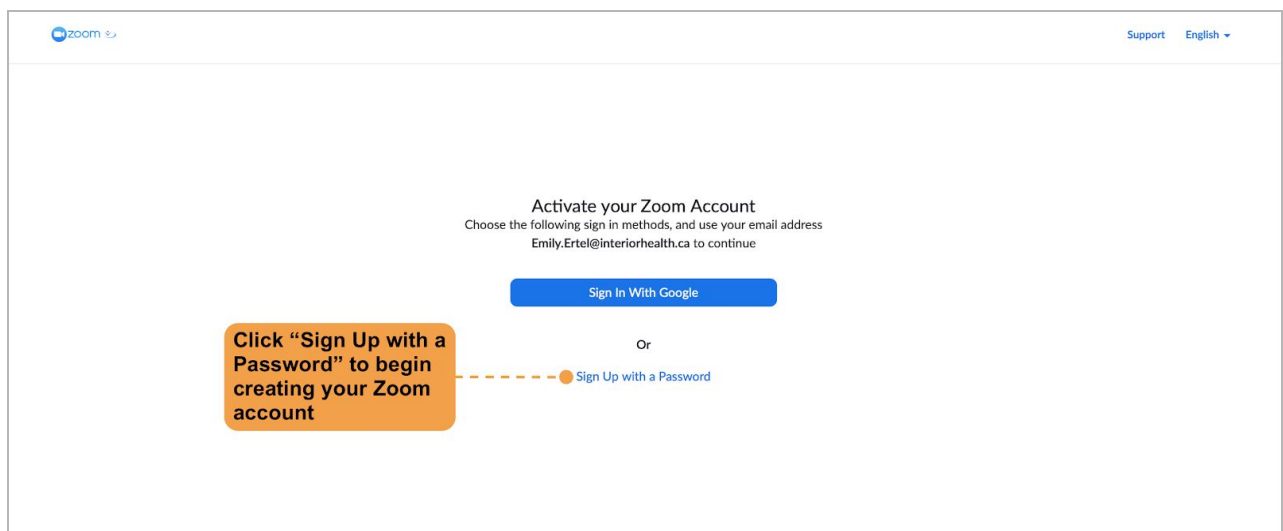 zoom
Support English
Activate your Zoom Account
Choose the following sign in methods, and use your email address
Emily.Ertel@interiorhealth.ca to continue
Sign In With Google
Or
Click “Sign Up with a
Password” to begin
creating your Zoom
account
Sign Up with a Password